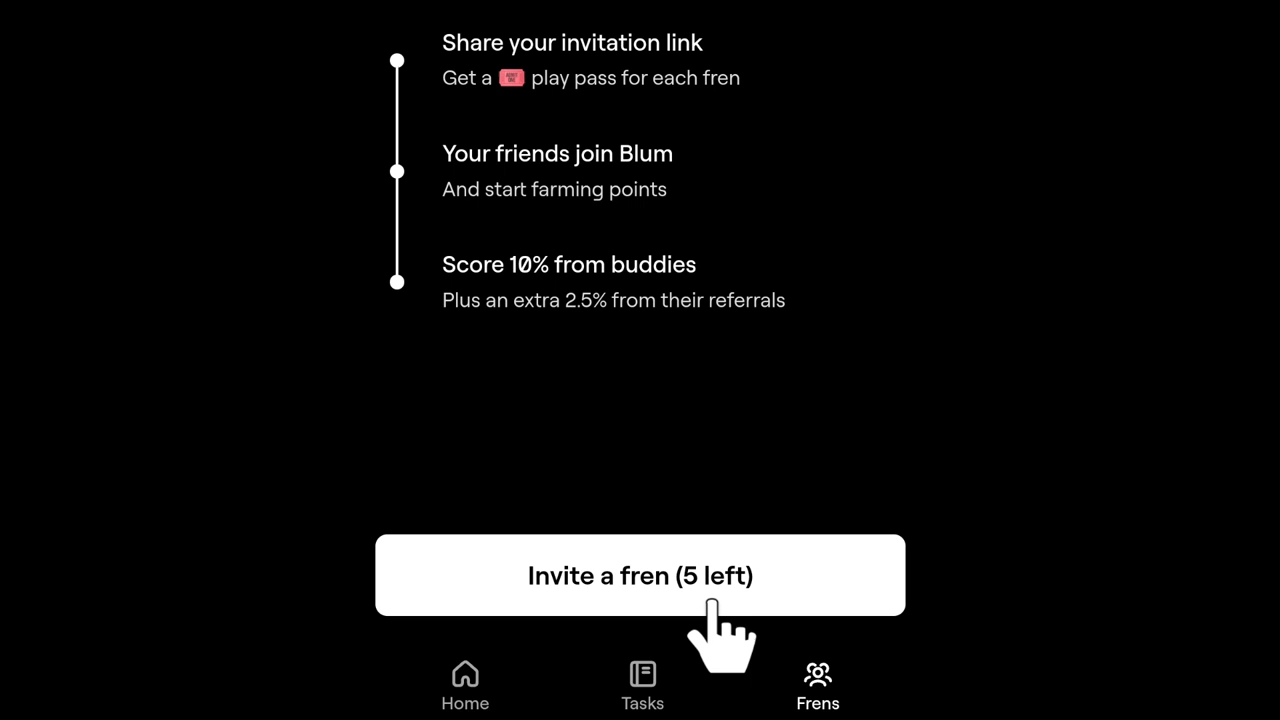 Share your invitation link
Get a 🎟 play pass for each fren
Your friends join Blum
And start farming points
Score 10% from buddies
Plus an extra 2.5% from their referrals
Invite a fren (5 left)
Home
Tasks
Frens